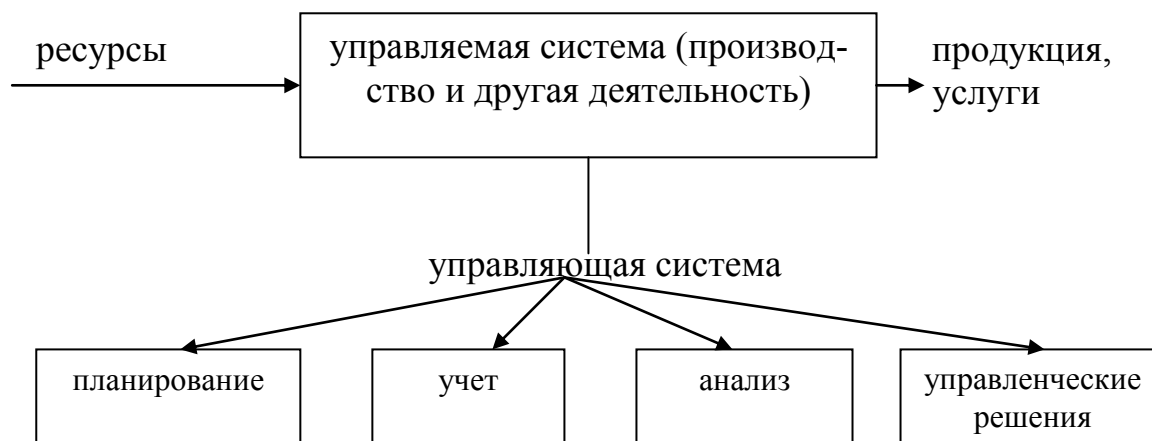 ресурсы
управляемая система (производ-
ство и другая деятельность)
продукция,
услуги
управляющая система
планирование
учет
анализ
управленческие
решения